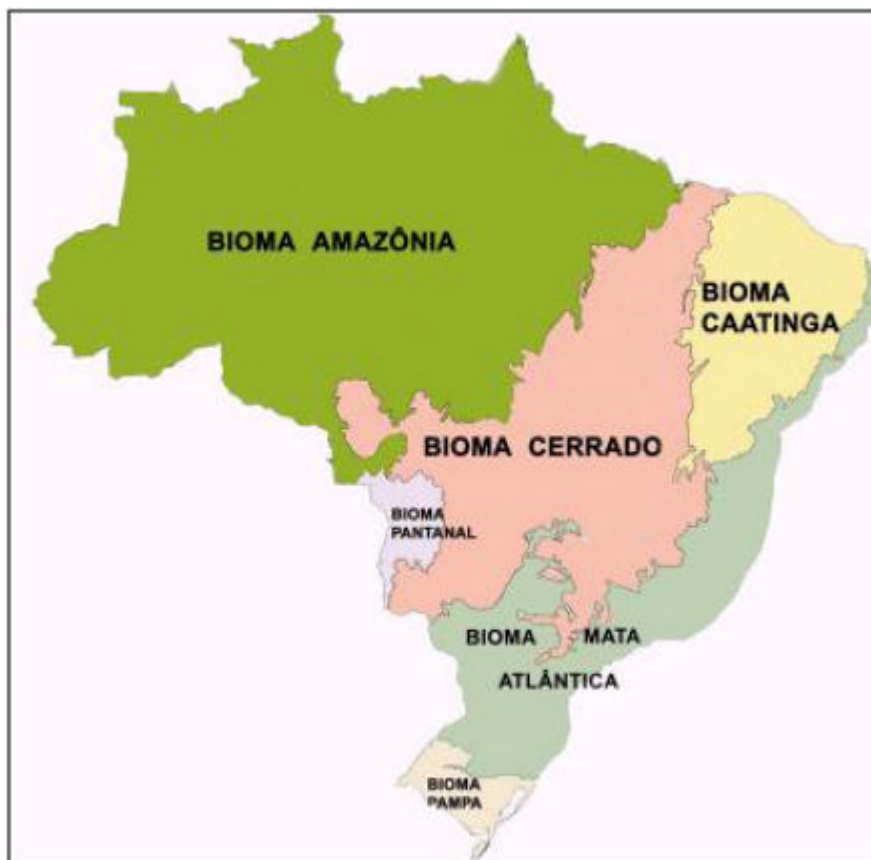 BIOMA AMAZÔNIA
BIOMA
CAATINGA
BIOMA CERRADO
BIOMA
PANTANAL
BIOMA MATA
ATLÂNTICA
BIOMA
PAMPA